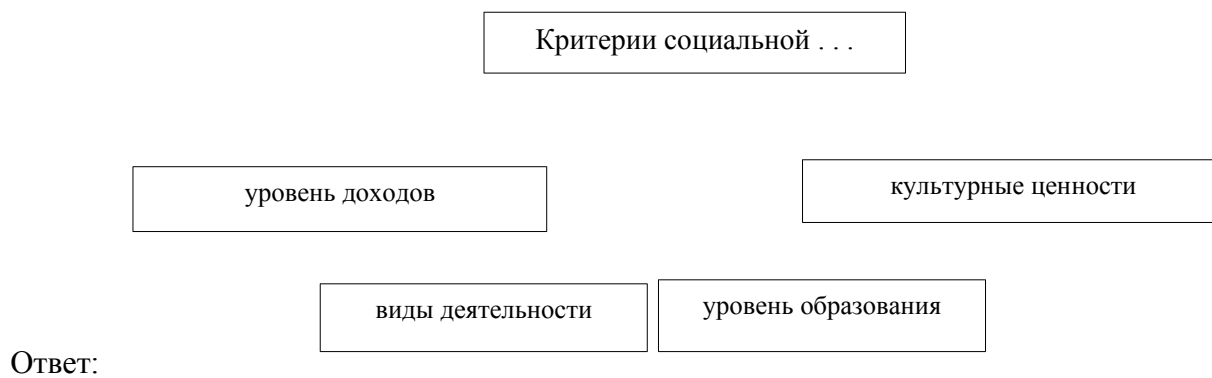 Критерии социальной . . .
уровень доходов
культурные ценности
виды деятельности
уровень образования
Ответ: